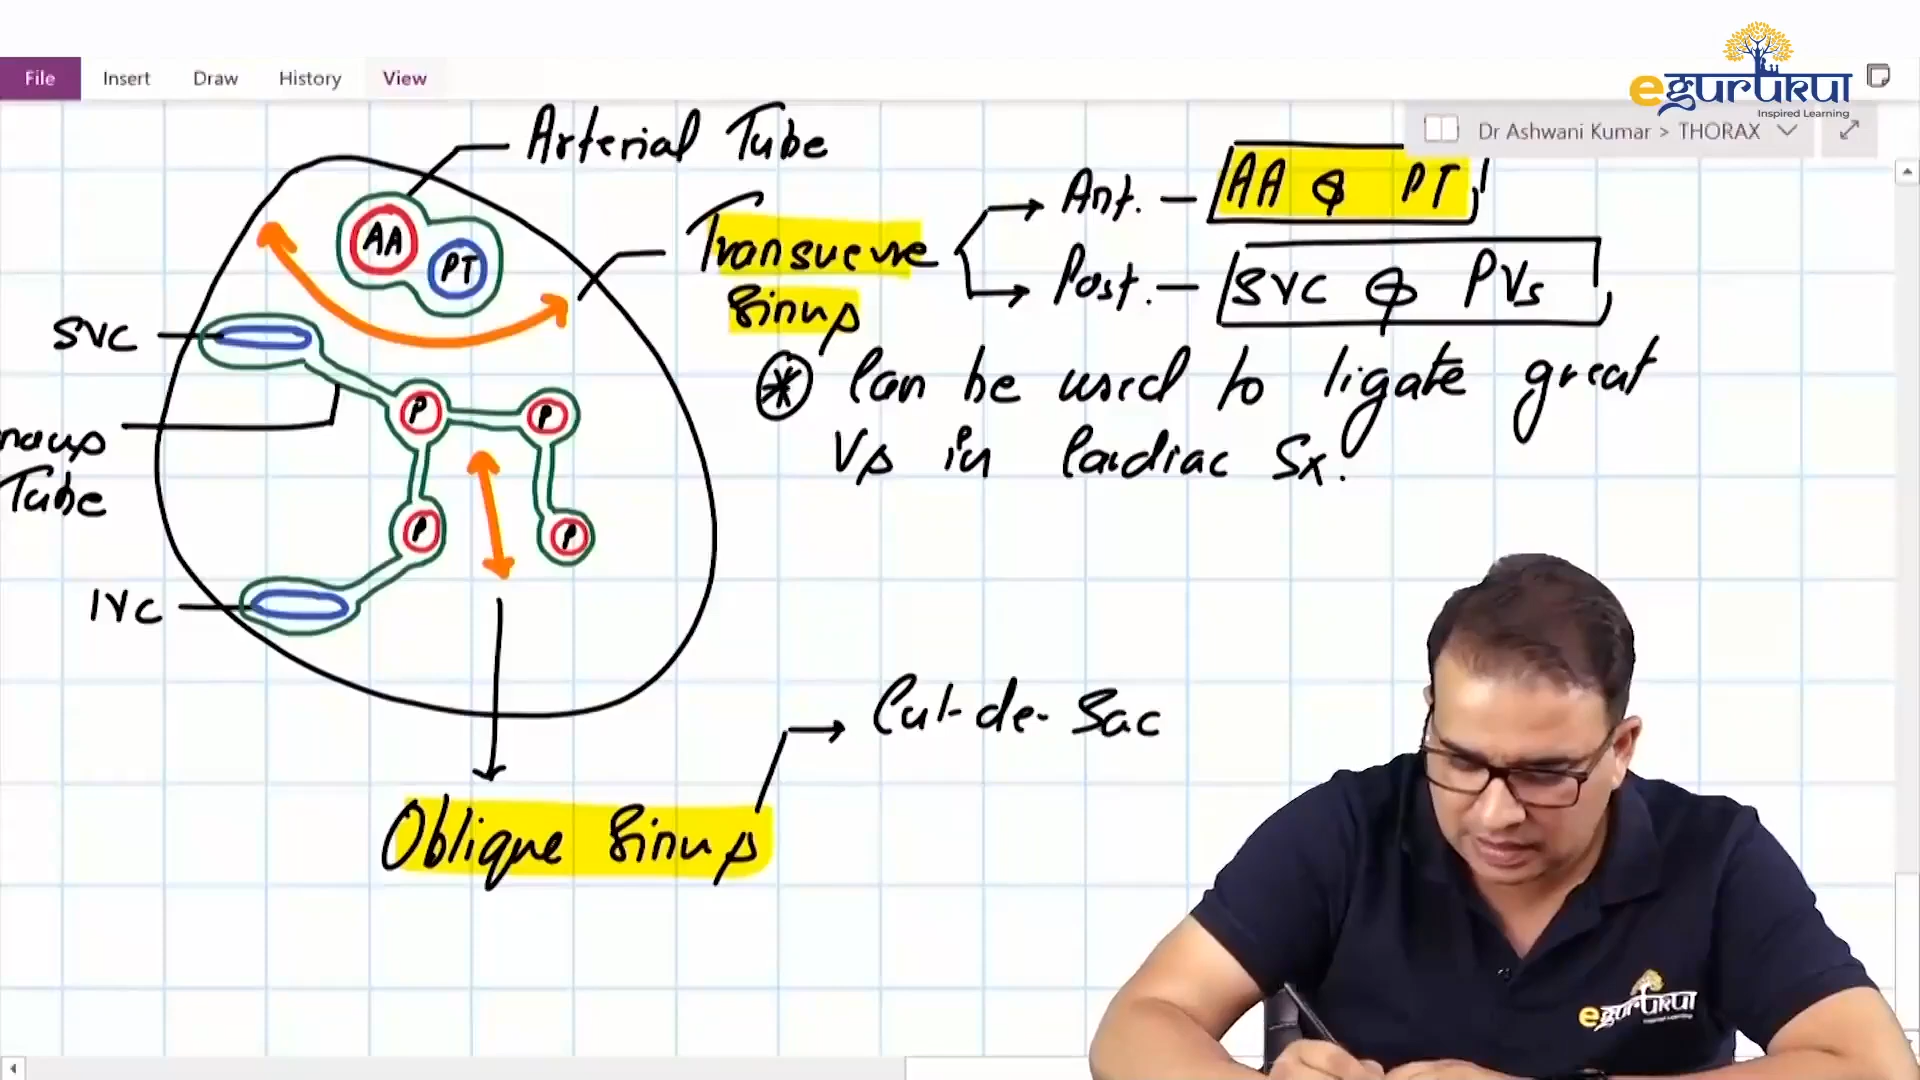 egurukul
Inspired Learning
File Insert Draw History View
Dr Ashwani Kumar > THORAX
Arterial Tube
AA
PT
Transverse Sinus
Ant. – AA & PT
Post. – SVC & PVs
* Can be used to ligate great
Vs in Cardiac Sx.
SVC
P
P
P
P
Tube
IVC
Cul-de-Sac
Oblique Sinus
egurukul